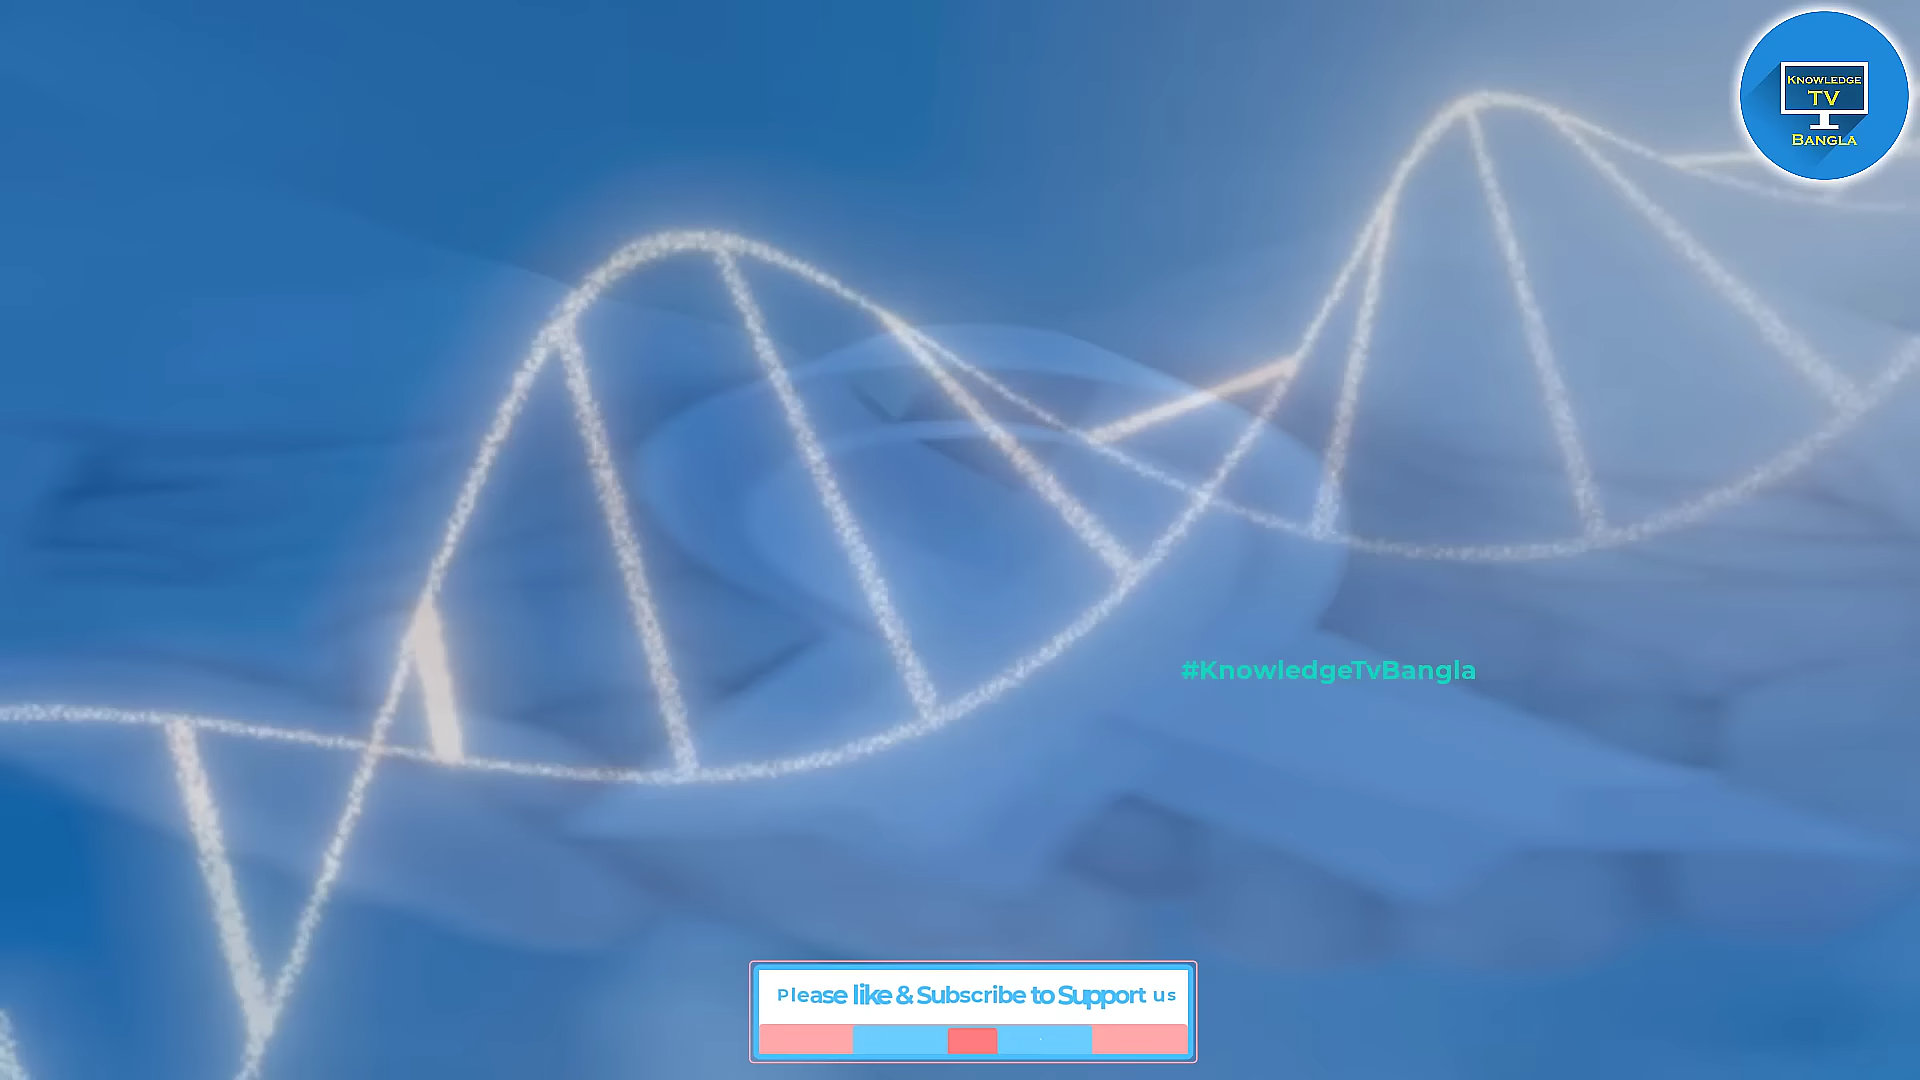 KNOWLEDGE
TV
BANGLA
#KnowledgeTvBangla
Please like & Subscribe to Support us